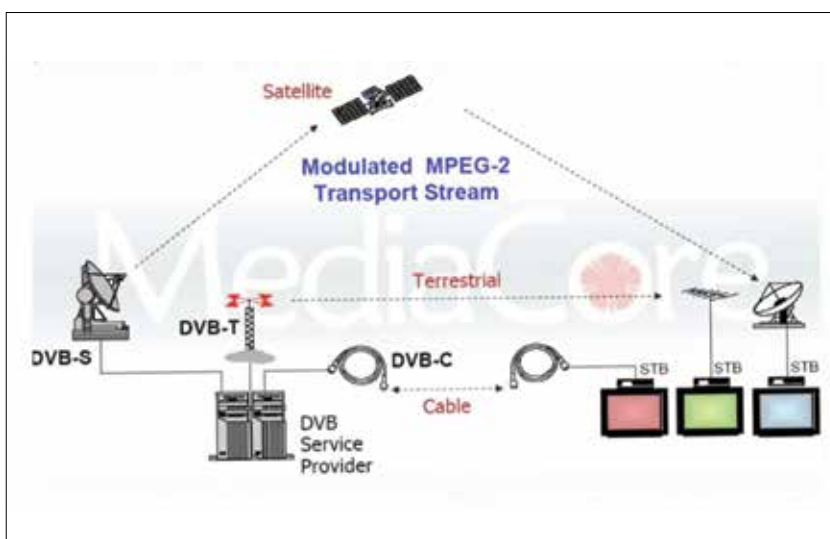 Satellite
Modulated MPEG-2
Transport Stream
MediaCore
Terrestrial
DVB-T
DVB-S
DVB-C
STB
STB
STB
Cable
DVB
Service
Provider